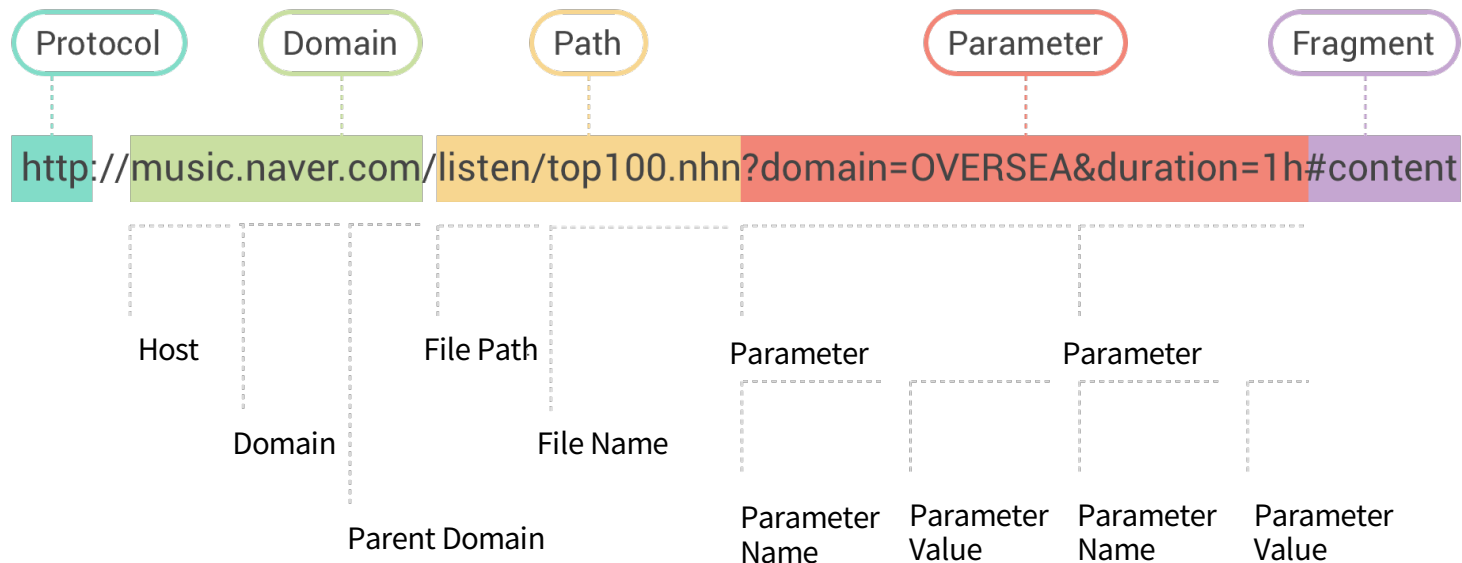 Protocol
Domain
Path
Parameter
Fragment
http://music.naver.com/listen/top100.nhn?domain=OVERSEA&duration=1h#content
Host
File Path
Parameter
Parameter
Domain
File Name
Parent Domain
Parameter
Name
Parameter
Value
Parameter
Name
Parameter
Value